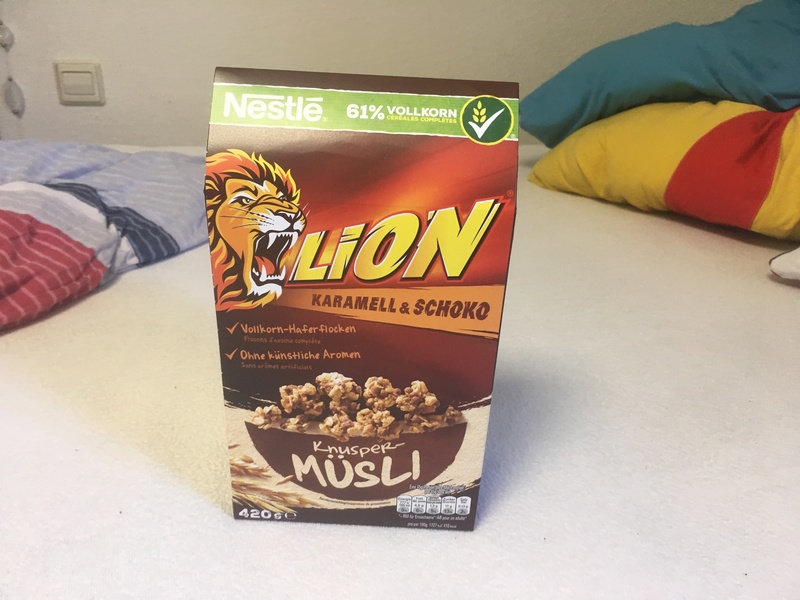 Nestlé
61% VOLLKORN
CÉRÉALES COMPLÈTES
LION
KARAMELL & SCHOKO
Vollkorn-Haferflocken
Flocons d'avoine complète
Ohne künstliche Aromen
Sans arômes artificiels
Knusper-
MÜSLI
420g e